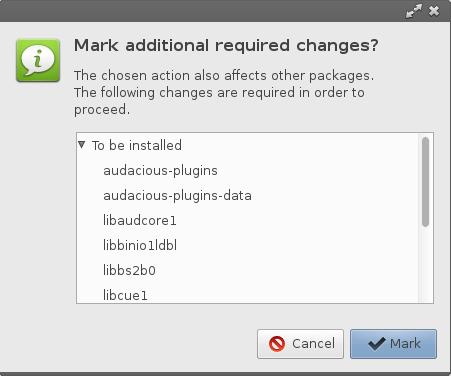 Mark additional required changes?
The chosen action also affects other packages.
The following changes are required in order to
proceed.
To be installed
audacious-plugins
audacious-plugins-data
libaudcore1
libbinio1ldbl
libbs2b0
libcue1
Cancel
Mark